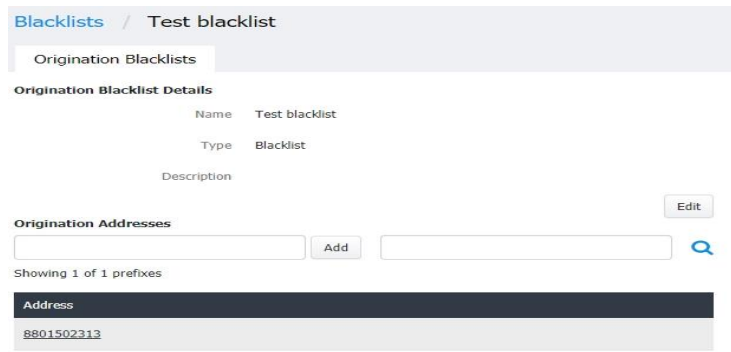 Blacklists / Test blacklist
Origination Blacklists
Origination Blacklist Details
Name Test blacklist
Type Blacklist
Description
Edit
Origination Addresses
Add
Showing 1 of 1 prefixes
Address
8801502313